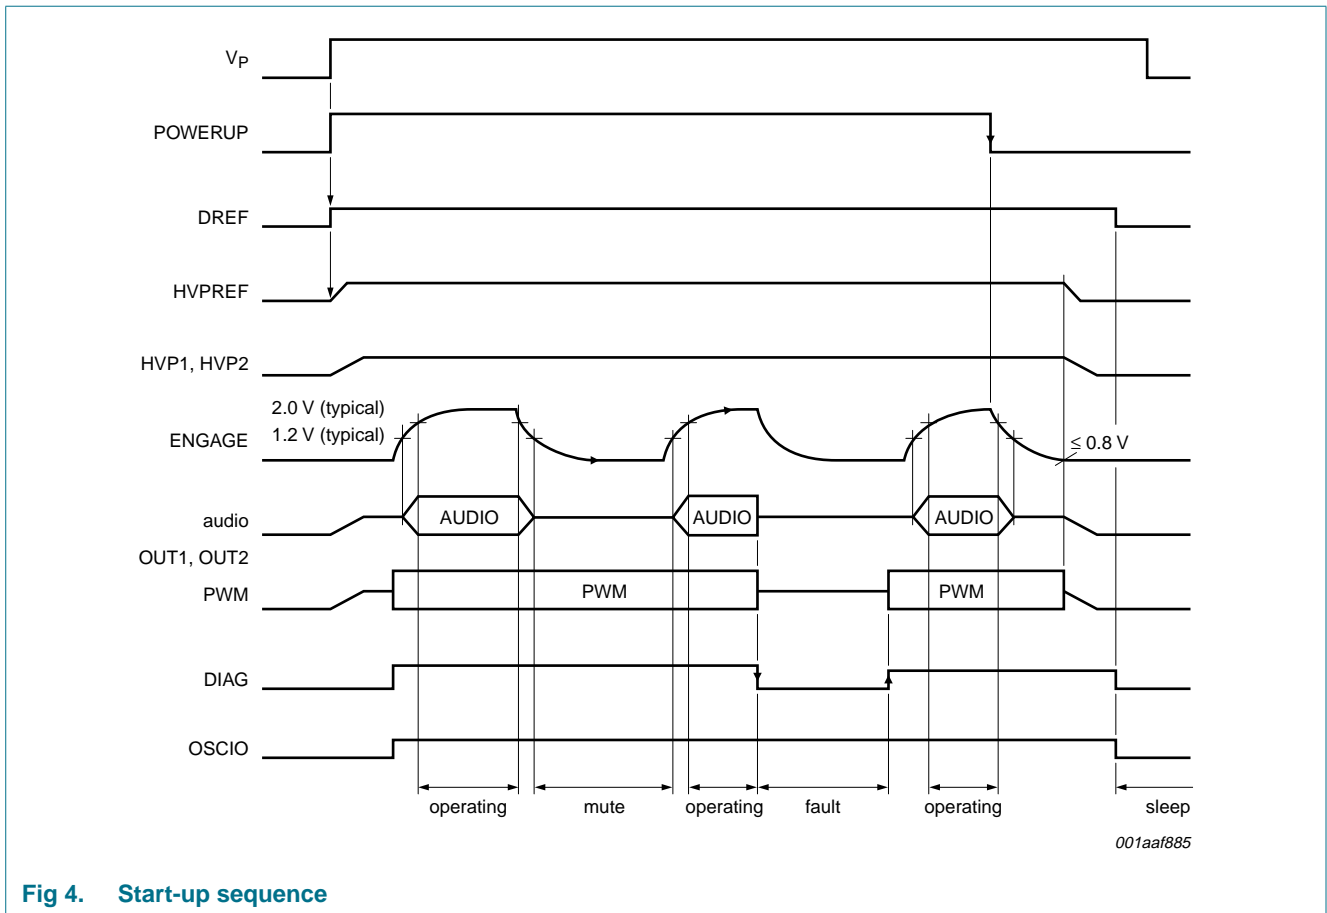 VP
POWERUP
DREF
HVPREF
HVP1, HVP2
2.0 V (typical)
1.2 V (typical)
ENGAGE
≤ 0.8 V
audio
AUDIO AUDIO AUDIO
OUT1, OUT2
PWM
PWM PWM
DIAG
OSCIO
operating mute operating fault operating sleep
001aaf885
Fig 4. Start-up sequence